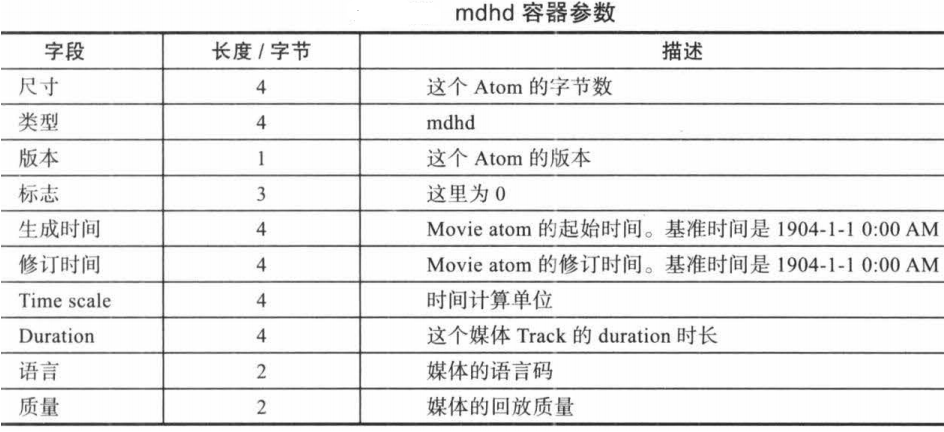 mdhd 容器参数
字段 长度 / 字节 描述
尺寸 4 这个 Atom 的字节数
类型 4 mdhd
版本 1 这个 Atom 的版本
标志 3 这里为 0
生成时间 4 Movie atom 的起始时间。基准时间是 1904-1-1 0:00 AM
修订时间 4 Movie atom 的修订时间。基准时间是 1904-1-1 0:00 AM
Time scale 4 时间计算单位
Duration 4 这个媒体 Track 的 duration 时长
语言 2 媒体的语言码
质量 2 媒体的回放质量